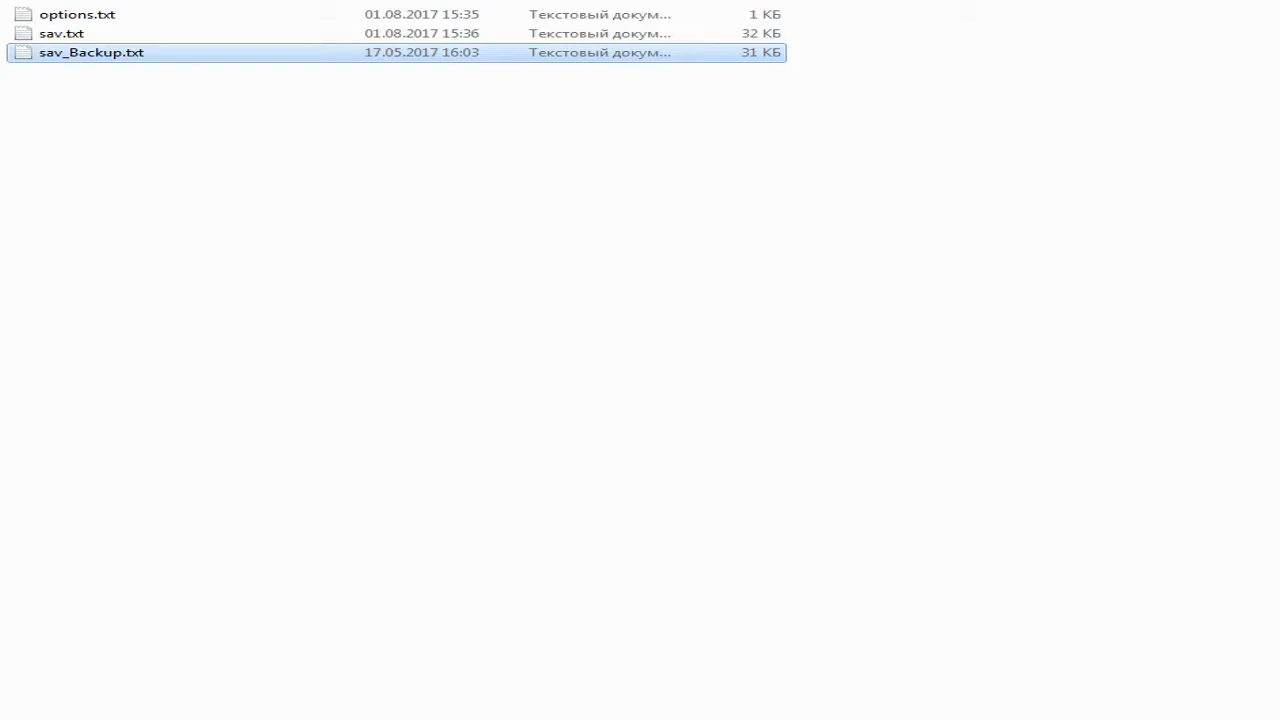 options.txt 01.08.2017 15:35 Текстовый докум... 1 КБ
sav.txt 01.08.2017 15:36 Текстовый докум... 32 КБ
sav_Backup.txt 17.05.2017 16:03 Текстовый докум... 31 КБ